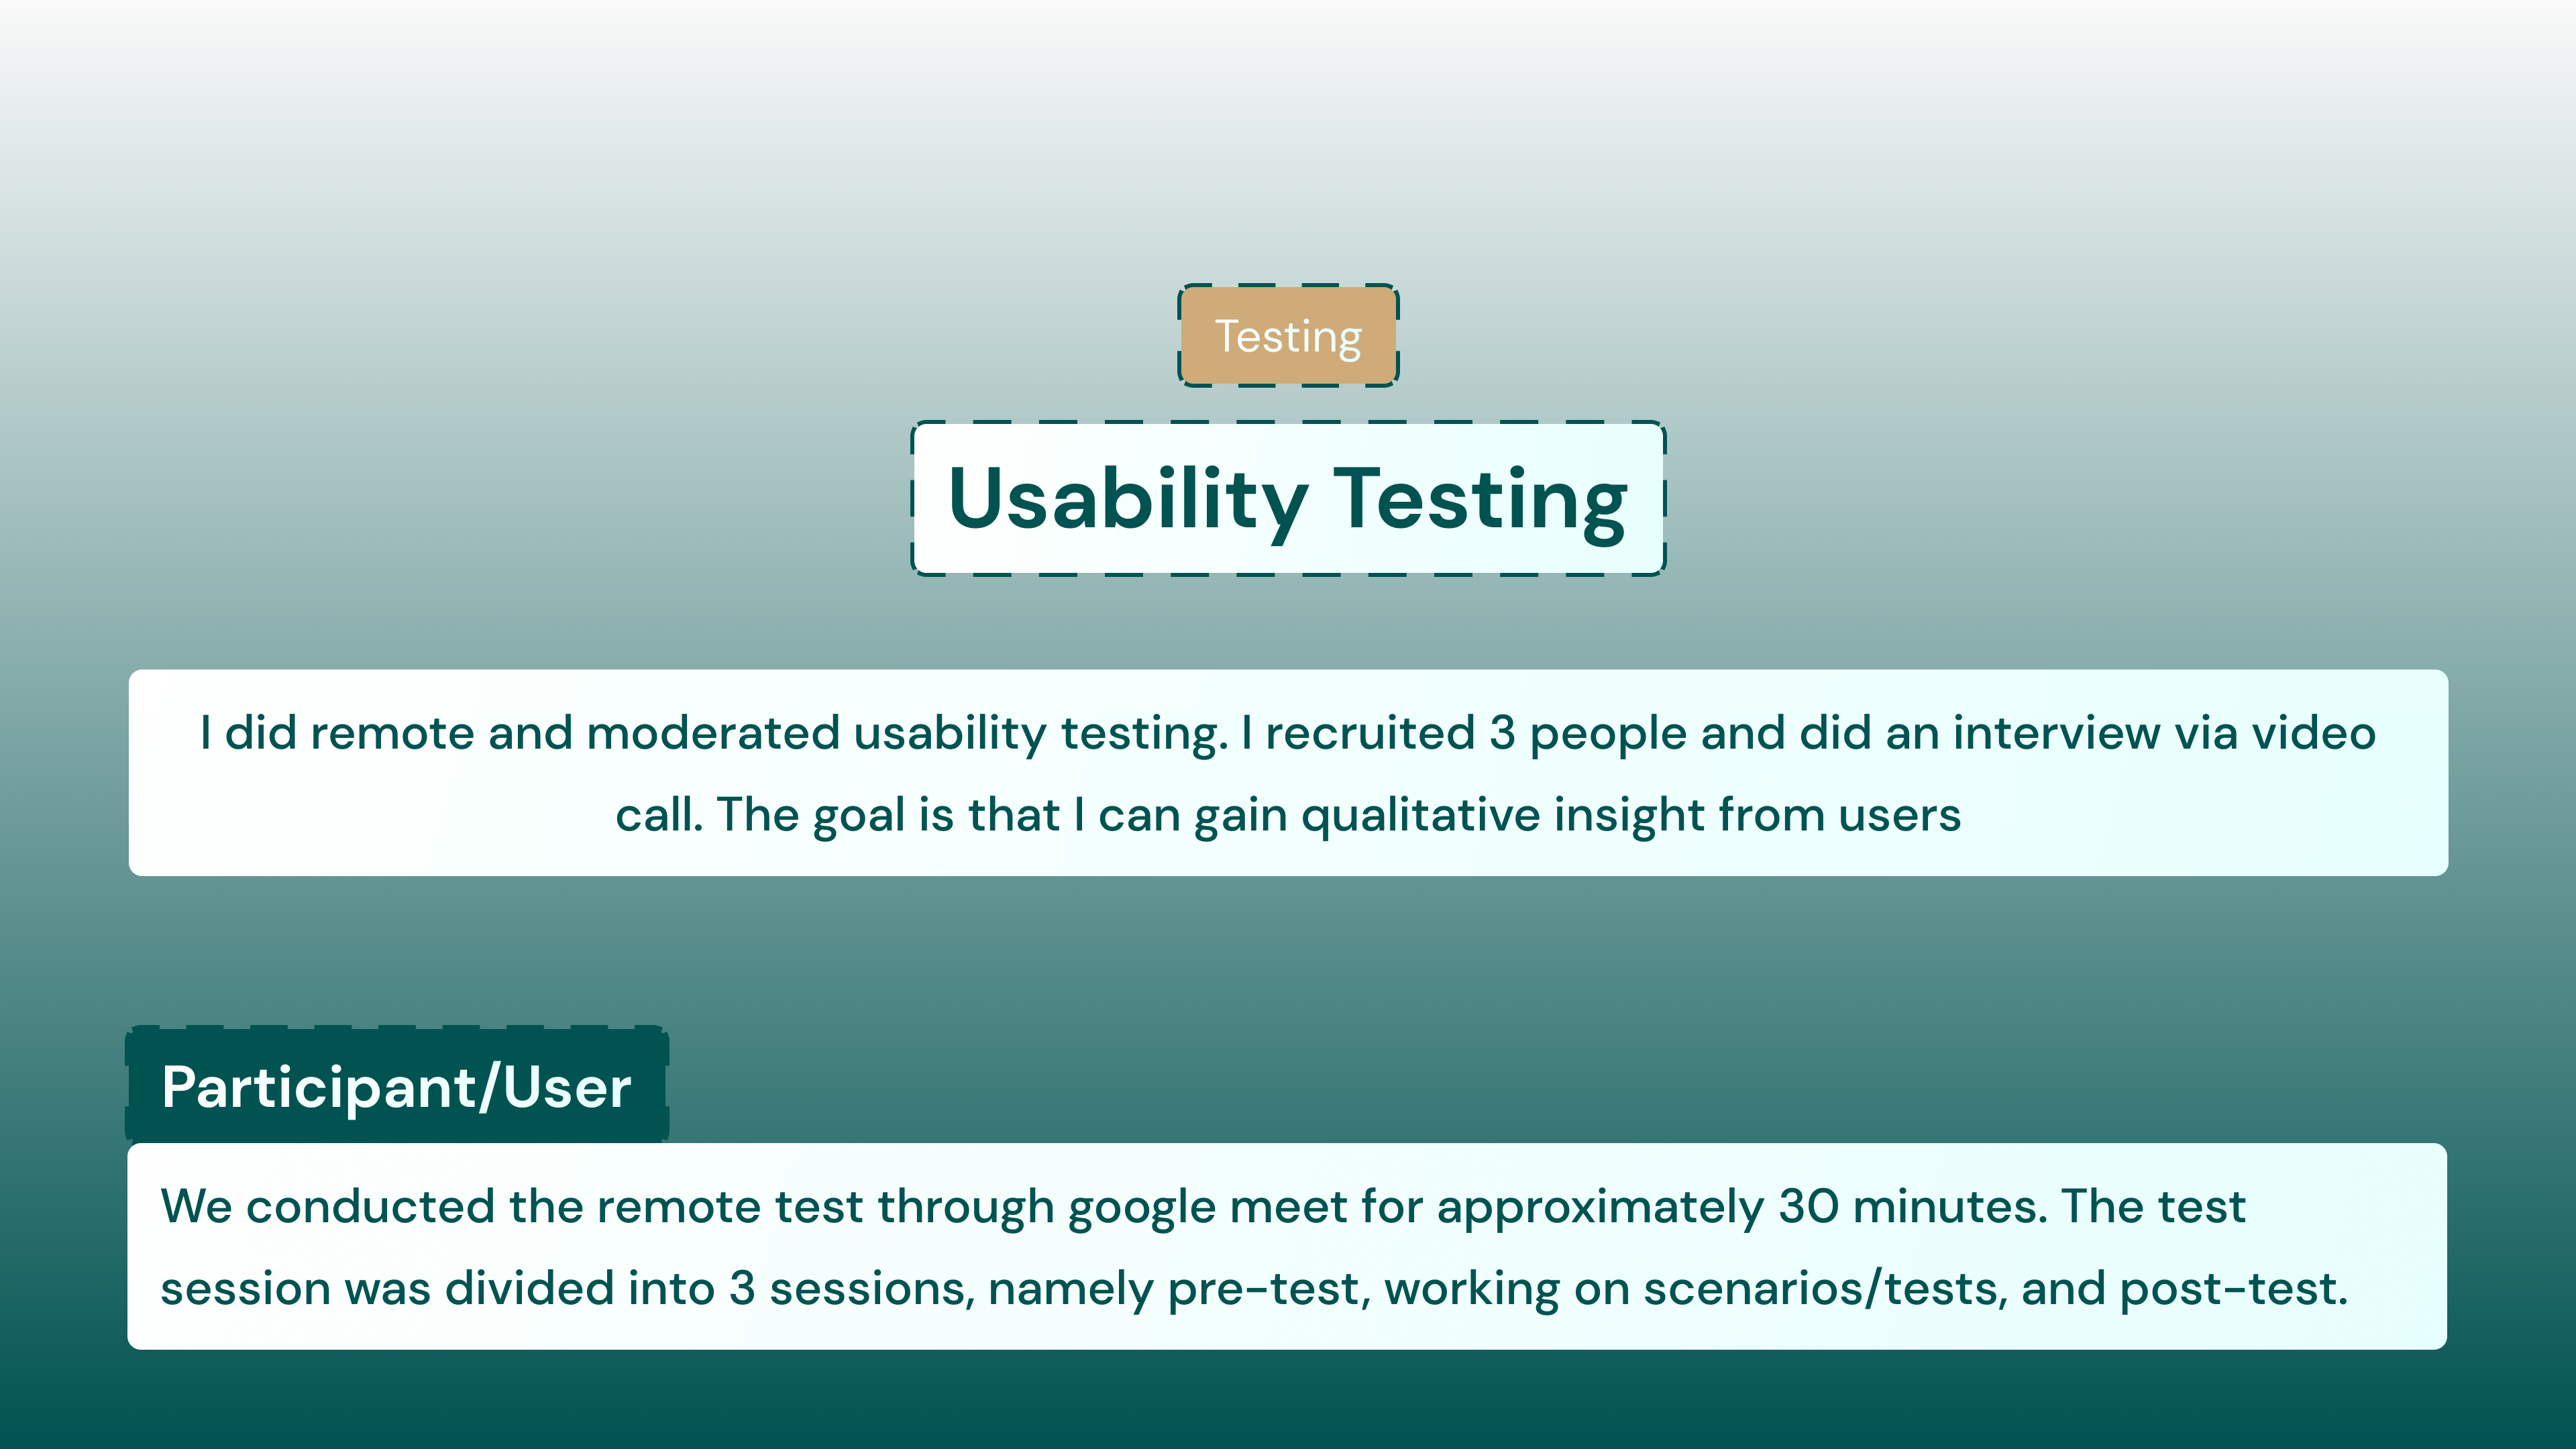 Testing
Usability Testing
I did remote and moderated usability testing. I recruited 3 people and did an interview via video
call. The goal is that I can gain qualitative insight from users
Participant/User
We conducted the remote test through google meet for approximately 30 minutes. The test
session was divided into 3 sessions, namely pre-test, working on scenarios/tests, and post-test.